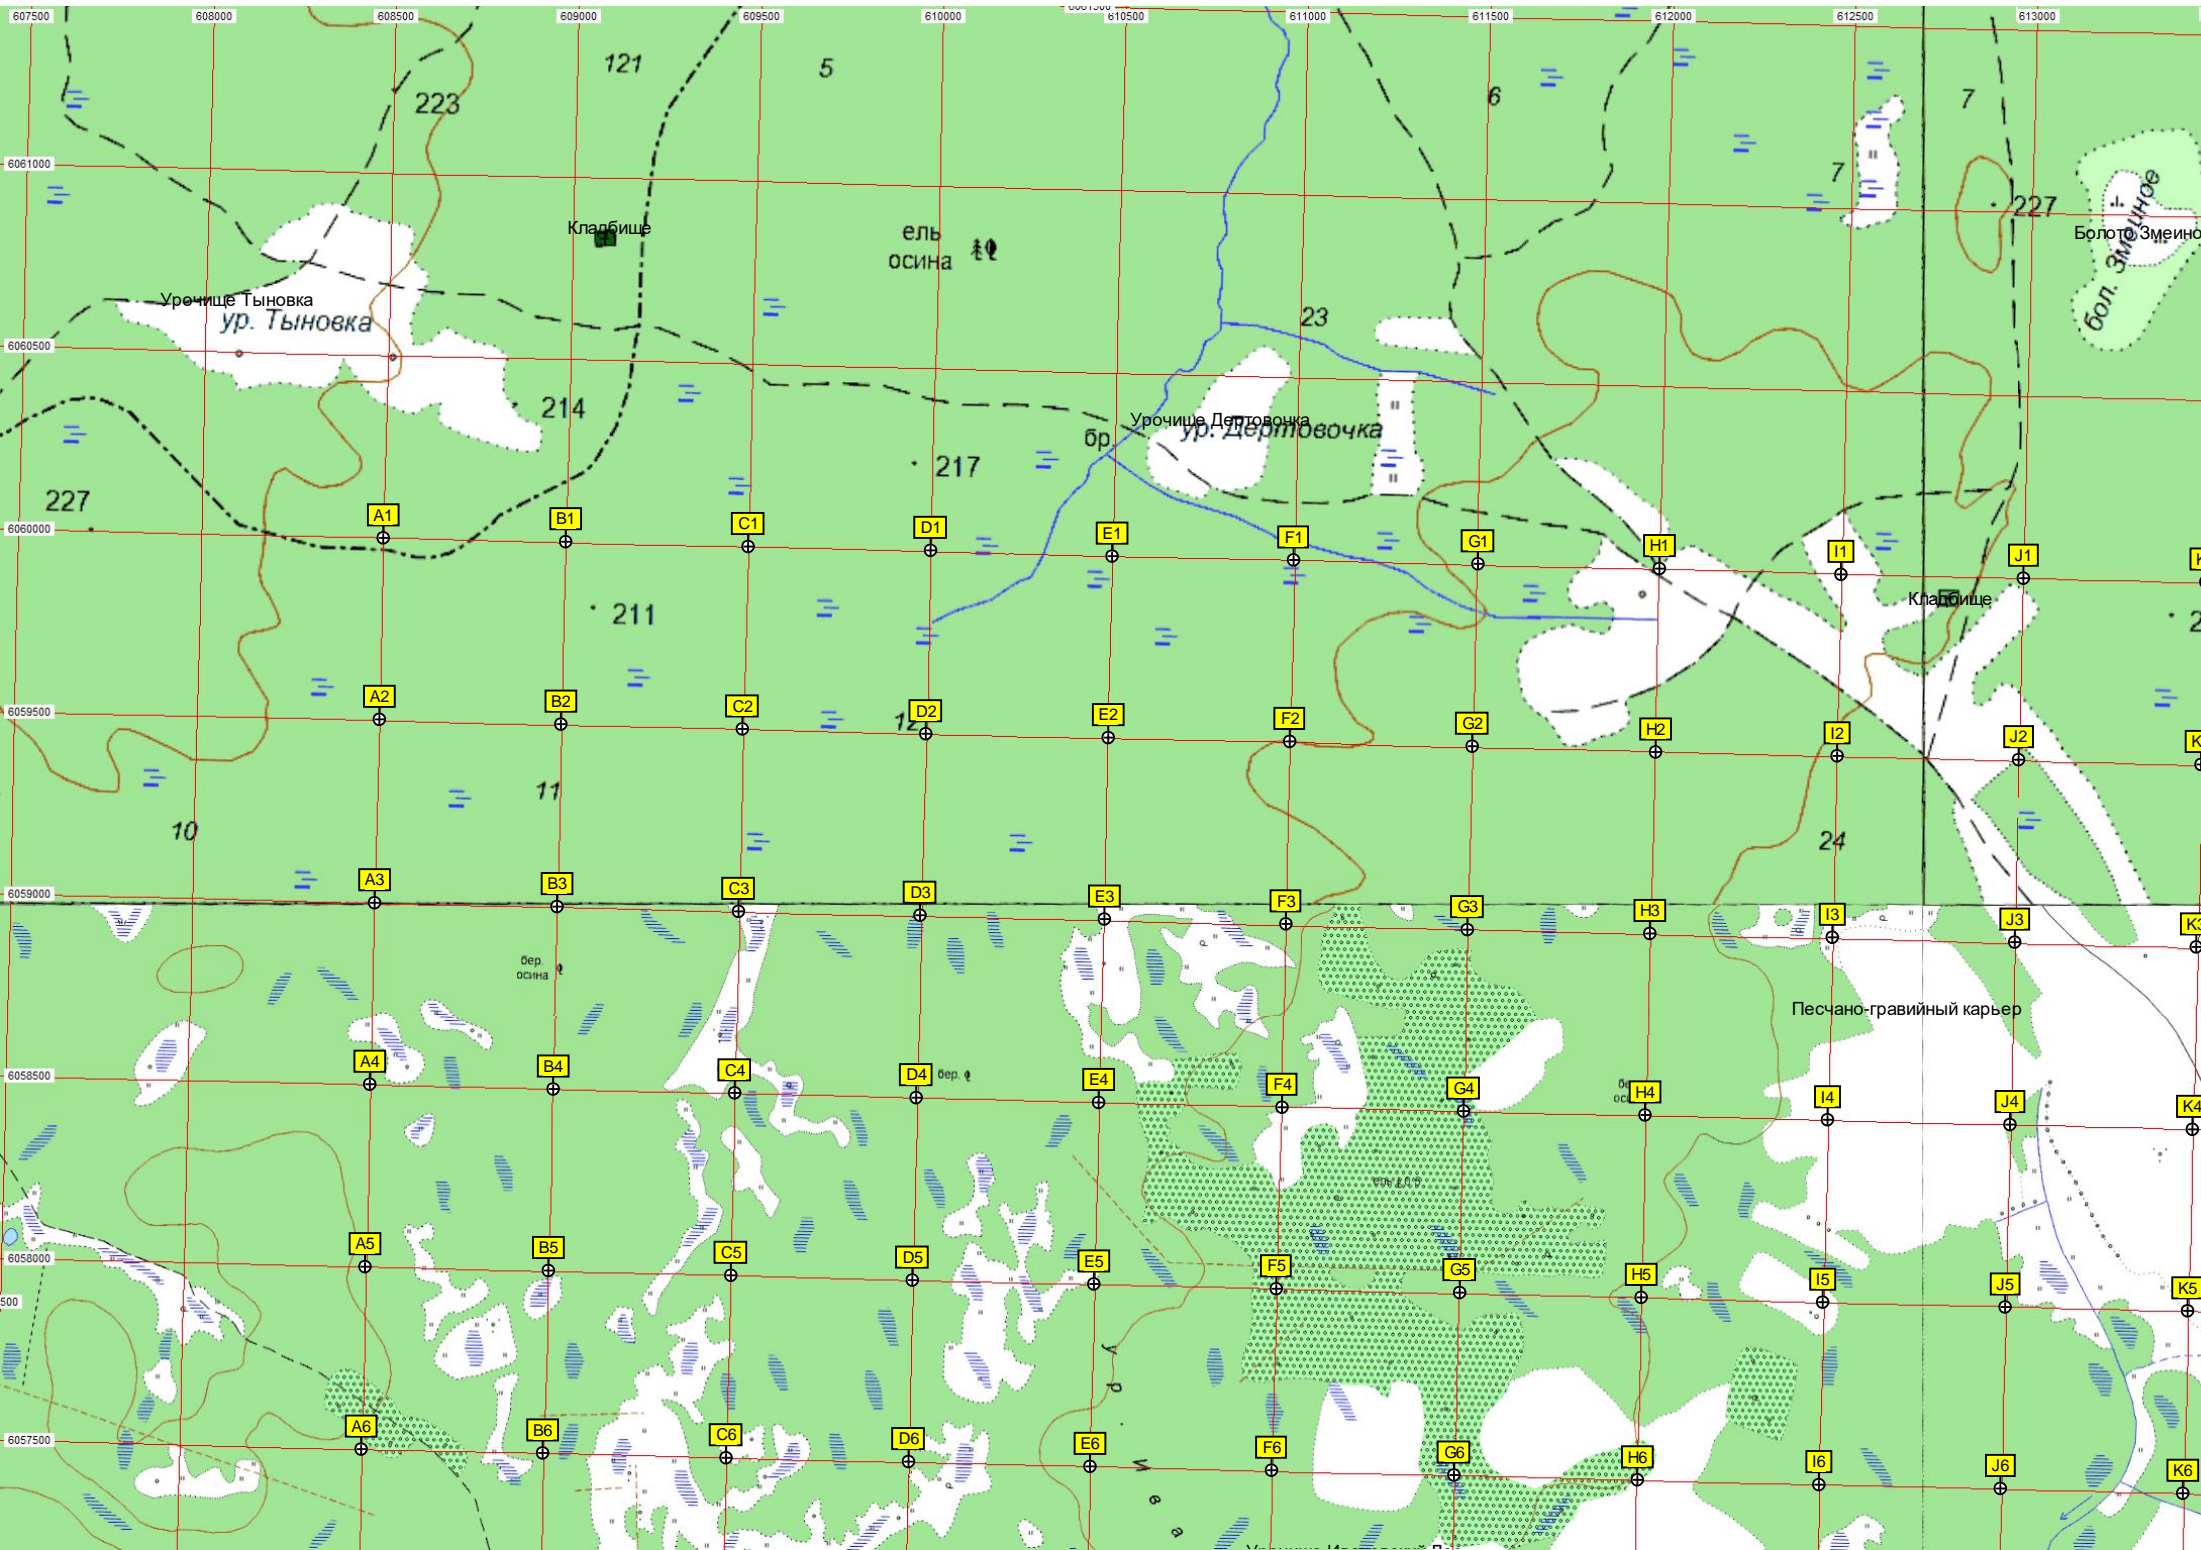 607500 608000 608500 609000 609500 610000 610500 611000 611500 612000 612500 613000
121
5
223
6
7
6061000
7
227
Кладбище
ель
осина
Болото Змеино
бол. Змеиное
Урочище Тыновка
ур. Тыновка
23
6060500
214
Урочище Дертовочка
ур. Дертовочка
бр.
217
227
6060000
A1 B1 C1 D1 E1 F1 G1 H1 I1 J1
Кладбище
211
6059500
A2 B2 C2 D2 E2 F2 G2 H2 I2 J2
12
11
10
24
6059000
A3 B3 C3 D3 E3 F3 G3 H3 I3 J3 K3
бер.
осина
Песчано-гравийный карьер
6058500
A4 B4 C4 D4 E4 F4 G4 H4 I4 J4 K4
бер.
6058000
A5 B5 C5 D5 E5 F5 G5 H5 I5 J5 K5
500
у р .
6057500
A6 B6 C6 D6 E6 F6 G6 H6 I6 J6 K6
И в а